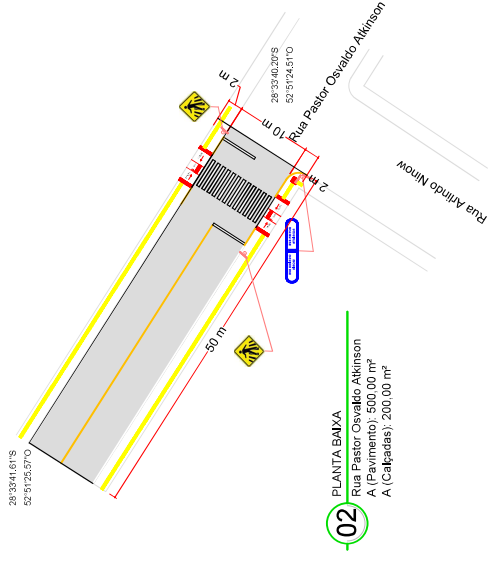 28°33'41.61"S
52°51'25.57"O
2 m
28°33'40.20"S
52°51'24.51"O
10 m
Rua Pastor Osvaldo Atkinson
2 m
Rua Arlindo Ninow
50 m
02
PLANTA BAIXA
Rua Pastor Osvaldo Atkinson
A (Pavimento): 500,00 m²
A (Calçadas): 200,00 m²